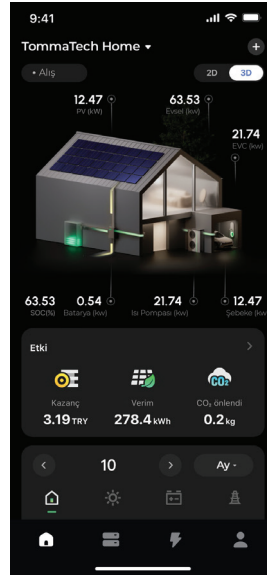 9:41
TommaTech Home
• Alış
2D 3D
12.47
PV (kW)
63.53
Evsel (kw)
21.74
EVC (kw)
63.53
SOC(%)
0.54
Batarya (kw)
21.74
Isı Pompası (kw)
12.47
Şebeke (kw
Etki
CO₂
Kazanç
Verim
CO₂ önlendi
3.19 TRY
278.4 kWh
0.2 kg
10
Ay